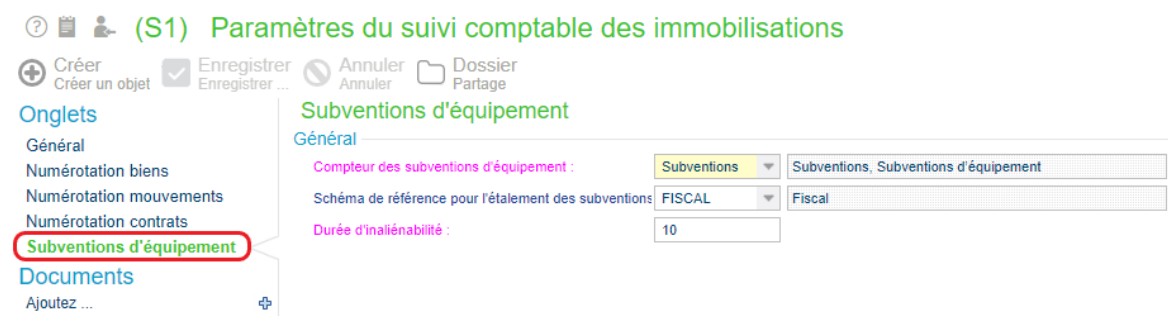 (S1) Paramètres du suivi comptable des immobilisations
Créer Enregistrer Annuler Dossier
Créer un objet Enregistrer ... Annuler Partage
Onglets
Général
Numérotation biens
Numérotation mouvements
Numérotation contrats
Subventions d'équipement
Documents
Ajoutez ...
Subventions d'équipement
Général
Compteur des subventions d'équipement : Subventions Subventions, Subventions d'équipement
Schéma de référence pour l'étalement des subventions FISCAL Fiscal
Durée d'inaliénabilité : 10